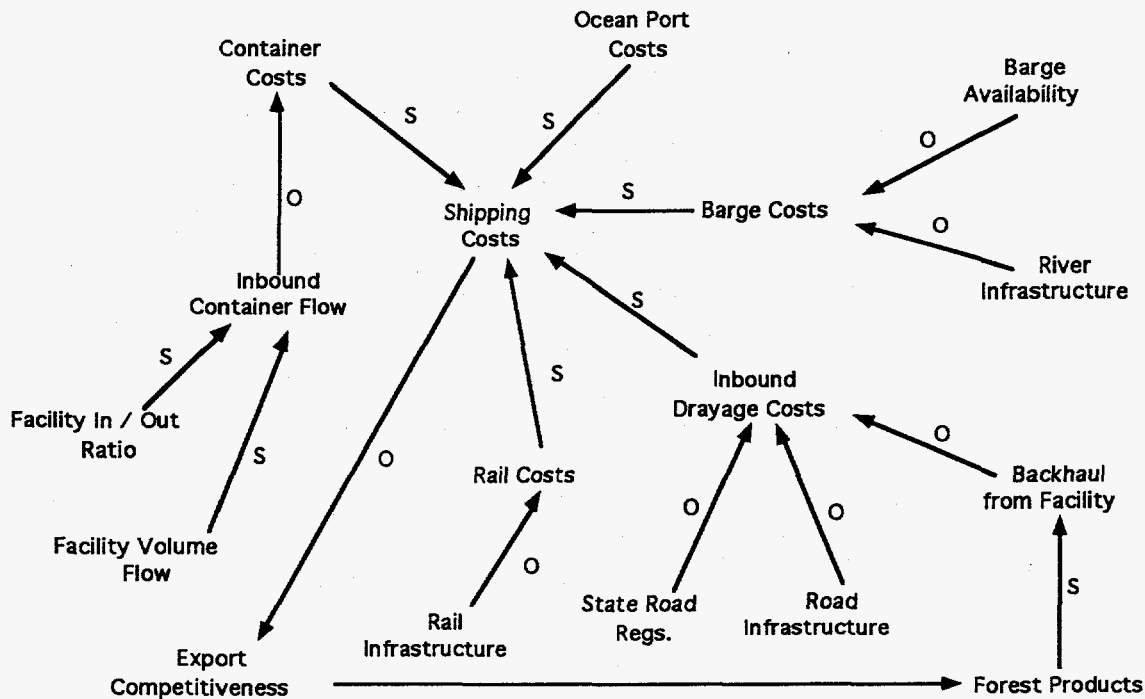 Ocean Port
Costs
Container
Costs
Barge
Availability
S
S
O
O
S
Shipping
Costs
Barge Costs
O
River
Infrastructure
Inbound
Container Flow
S
S
S
Inbound
Drayage Costs
Facility In / Out
Ratio
S
O
Rail Costs
O
Backhaul
from Facility
O
O
Facility Volume
Flow
O
S
State Road
Regs.
Road
Infrastructure
Rail
Infrastructure
Export
Competitiveness
Forest Products